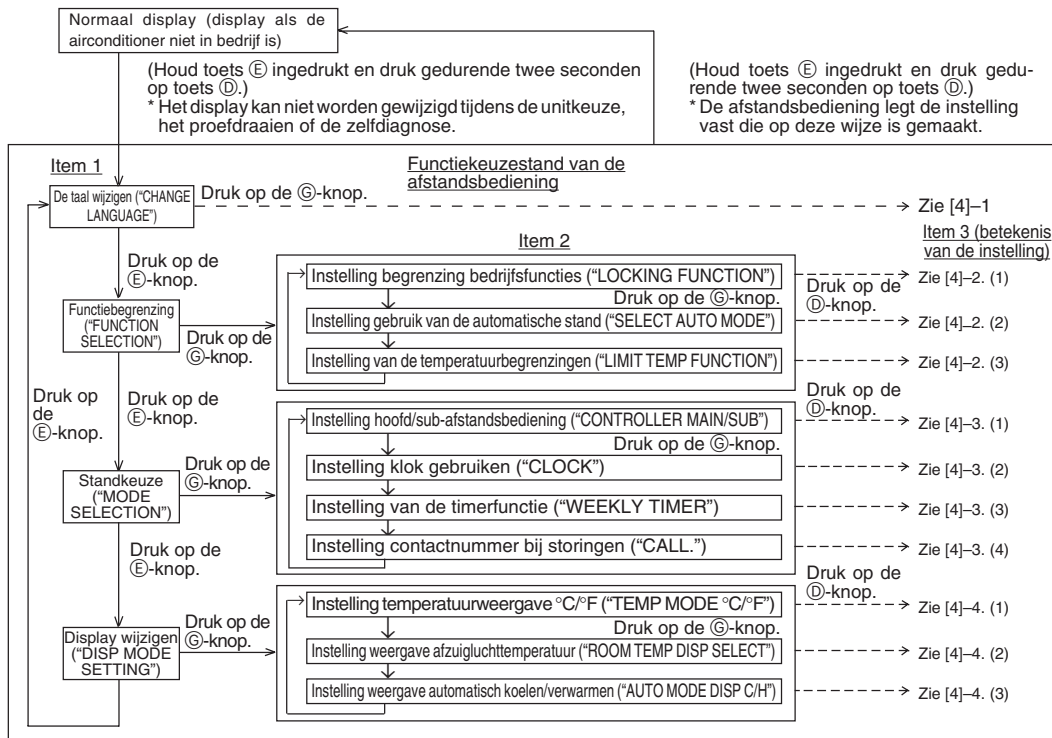 Normaal display (display als de
airconditioner niet in bedrijf is)
(Houd toets Ⓔ ingedrukt en druk gedurende twee seconden
op toets Ⓓ.)
* Het display kan niet worden gewijzigd tijdens de unitkeuze,
het proefdraaien of de zelfdiagnose.
(Houd toets Ⓔ ingedrukt en druk gedu-
rende twee seconden op toets Ⓓ.)
* De afstandsbediening legt de instelling
vast die op deze wijze is gemaakt.
Item 1
Functiekeuzestand van de
afstandsbediening
De taal wijzigen (“CHANGE
LANGUAGE”)
Druk op de Ⓖ-knop.
Zie [4]–1
Item 2
Item 3 (betekenis
van de instelling)
Druk op de
Ⓔ-knop.
Functiebegrenzing
(“FUNCTION
SELECTION”)
Druk op de
Ⓖ-knop.
Instelling begrenzing bedrijfsfuncties (“LOCKING FUNCTION”)
Druk op de Ⓖ-knop.
Instelling gebruik van de automatische stand (“SELECT AUTO MODE”)
Instelling van de temperatuurbegrenzingen (“LIMIT TEMP FUNCTION”)
Druk op de
Ⓓ-knop.
Zie [4]–2. (1)
Zie [4]–2. (2)
Zie [4]–2. (3)
Druk op
de
Ⓔ-knop.
Druk op de
Ⓔ-knop.
Standkeuze
(“MODE
SELECTION”)
Druk op de
Ⓖ-knop.
Instelling hoofd/sub-afstandsbediening (“CONTROLLER MAIN/SUB”)
Druk op de Ⓖ-knop.
Instelling klok gebruiken (“CLOCK”)
Instelling van de timerfunctie (“WEEKLY TIMER”)
Instelling contactnummer bij storingen (“CALL.”)
Druk op de
Ⓓ-knop.
Zie [4]–3. (1)
Zie [4]–3. (2)
Zie [4]–3. (3)
Zie [4]–3. (4)
Druk op de
Ⓔ-knop.
Display wijzigen
(“DISP MODE
SETTING”)
Druk op de
Ⓖ-knop.
Instelling temperatuurweergave °C/°F (“TEMP MODE °C/°F”)
Druk op de Ⓖ-knop.
Instelling weergave afzuigluchttemperatuur (“ROOM TEMP DISP SELECT”)
Instelling weergave automatisch koelen/verwarmen (“AUTO MODE DISP C/H”)
Druk op de
Ⓓ-knop.
Zie [4]–4. (1)
Zie [4]–4. (2)
Zie [4]–4. (3)